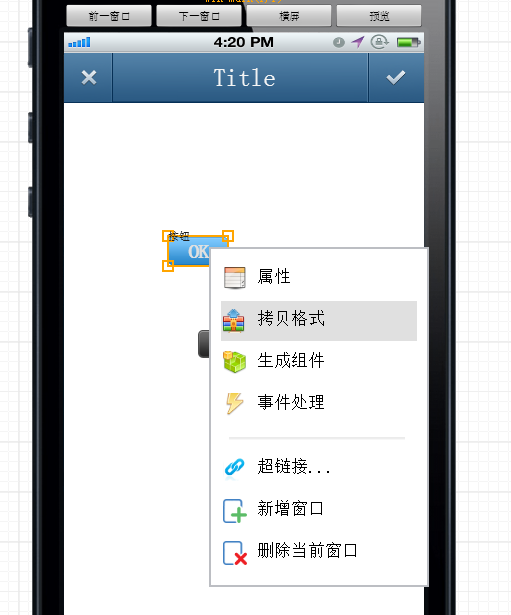 前一窗口
下一窗口
横屏
预览
4:20 PM
Title
按钮
OK
属性
拷贝格式
生成组件
事件处理
超链接...
新增窗口
删除当前窗口